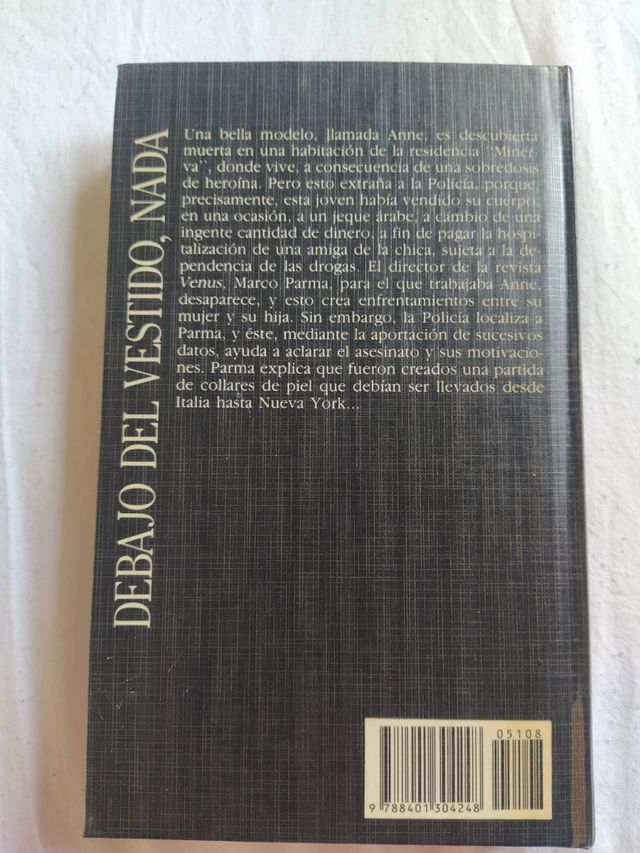 DEBAJO DEL VESTIDO, NADA
Una bella modelo, llamada Anne, es descubierta
muerta en una habitación de la residencia "Miner-
va", donde vive, a consecuencia de una sobredosis
de heroína. Pero esto extraña a la Policía, porque,
precisamente, esta joven había vendido su cuerpo,
en una ocasión, a un jeque árabe, a cambio de una
ingente cantidad de dinero, a fin de pagar la hospi-
talización de una amiga de la chica, sujeta a la de-
pendencia de las drogas. El director de la revista
Venus, Marco Parma, para el que trabajaba Anne,
desaparece, y esto crea enfrentamientos entre su
mujer y su hija. Sin embargo, la Policía localiza a
Parma, y éste, mediante la aportación de sucesivos
datos, ayuda a aclarar el asesinato y sus motivacio-
nes. Parma explica que fueron creados una partida
de collares de piel que debían ser llevados desde
Italia hasta Nueva York...
05108
9 788401 304248